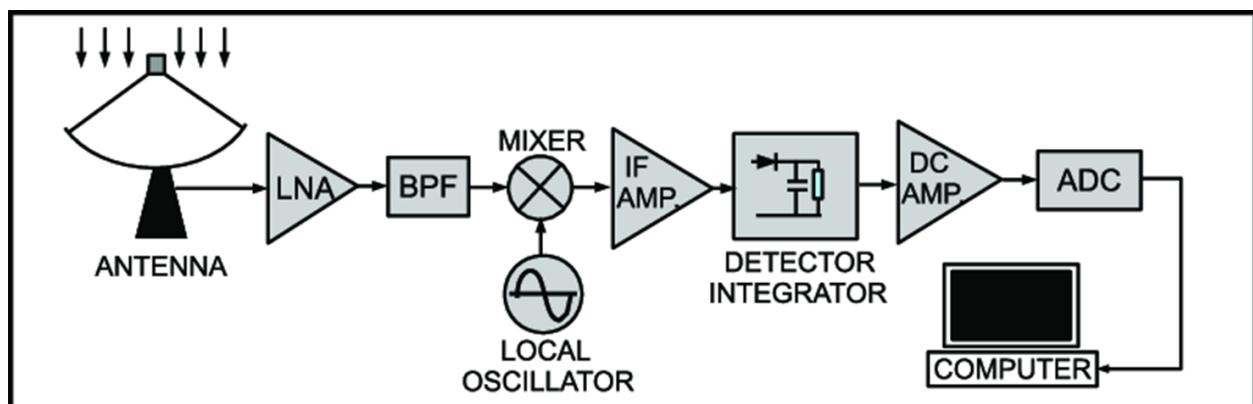 ANTENNA
LNA
BPF
MIXER
LOCAL
OSCILLATOR
IF
AMP.
DETECTOR
INTEGRATOR
DC
AMP.
ADC
COMPUTER